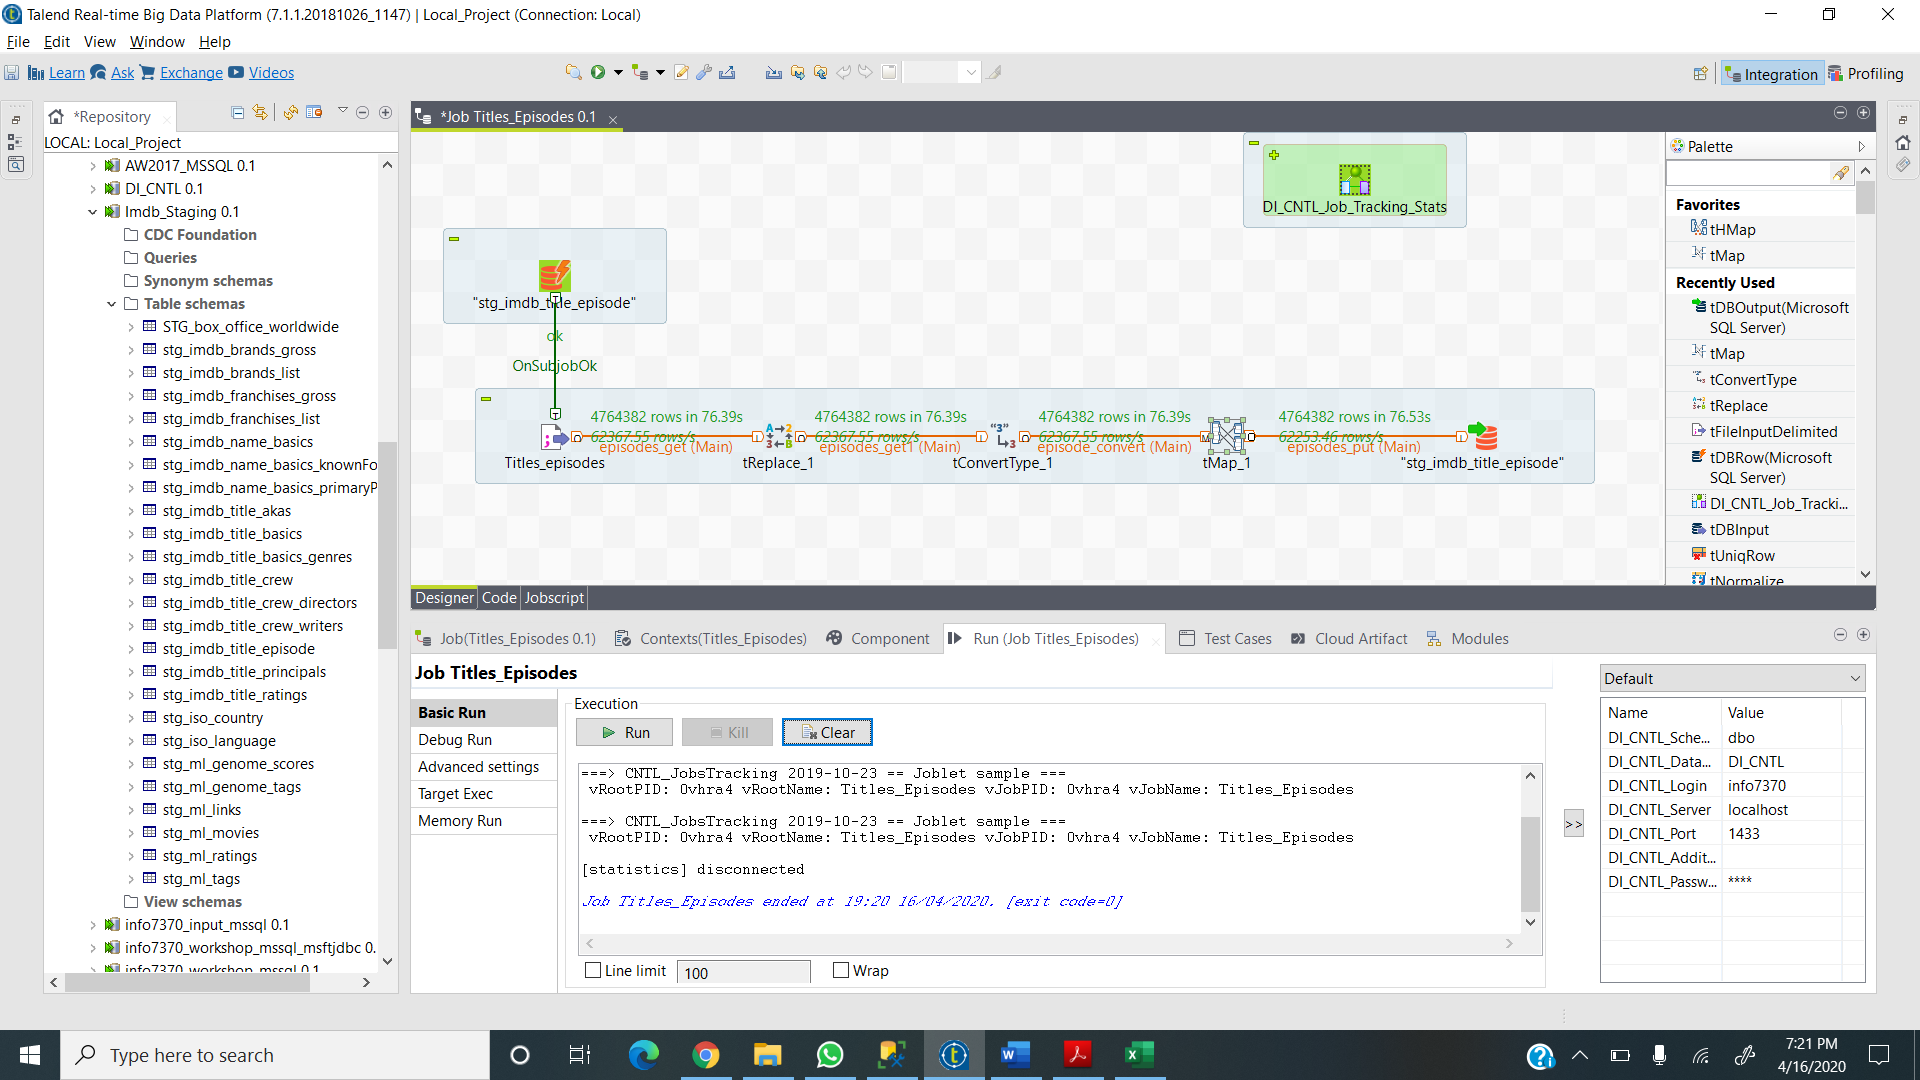 Talend Real-time Big Data Platform (7.1.1.20181026_1147) | Local_Project (Connection: Local)
File Edit View Window Help
Learn Ask Exchange Videos
Integration Profiling
*Repository
LOCAL: Local_Project
AW2017_MSSQL 0.1
DI_CNTL 0.1
Imdb_Staging 0.1
CDC Foundation
Queries
Synonym schemas
Table schemas
STG_box_office_worldwide
stg_imdb_brands_gross
stg_imdb_brands_list
stg_imdb_franchises_gross
stg_imdb_franchises_list
stg_imdb_name_basics
stg_imdb_name_basics_knownFo
stg_imdb_name_basics_primaryP
stg_imdb_title_akas
stg_imdb_title_basics
stg_imdb_title_basics_genres
stg_imdb_title_crew
stg_imdb_title_crew_directors
stg_imdb_title_crew_writers
stg_imdb_title_episode
stg_imdb_title_principals
stg_imdb_title_ratings
stg_iso_country
stg_iso_language
stg_ml_genome_scores
stg_ml_genome_tags
stg_ml_links
stg_ml_movies
stg_ml_ratings
stg_ml_tags
View schemas
info7370_input_mssql 0.1
info7370_workshop_mssql_msftjdbc 0.
info7370_workshop_mssql 0.1
*Job Titles_Episodes 0.1
DI_CNTL_Job_Tracking_Stats
"stg_imdb_title_episode"
ok
OnSubjobOk
4764382 rows in 76.39s 4764382 rows in 76.39s 4764382 rows in 76.39s 4764382 rows in 76.53s
62367.55 rows/s 62367.55 rows/s 62367.55 rows/s 62253.46 rows/s
episodes_get (Main) episodes_get1 (Main) episode_convert (Main) episodes_put (Main)
Titles_episodes tReplace_1 tConvertType_1 tMap_1 "stg_imdb_title_episode"
Designer Code Jobscript
Palette
Favorites
tHMap
tMap
Recently Used
tDBOutput(Microsoft
SQL Server)
tMap
tConvertType
tReplace
tFileInputDelimited
tDBRow(Microsoft
SQL Server)
DI_CNTL_Job_Tracki...
tDBInput
tUniqRow
tNormalize
Job(Titles_Episodes 0.1) Contexts(Titles_Episodes) Component Run (Job Titles_Episodes) Test Cases Cloud Artifact Modules
Job Titles_Episodes
Basic Run
Debug Run
Advanced settings
Target Exec
Memory Run
Execution
Run Kill Clear
===> CNTL_JobsTracking 2019-10-23 == Joblet sample ===
vRootPID: Ovhra4 vRootName: Titles_Episodes vJobPID: Ovhra4 vJobName: Titles_Episodes
===> CNTL_JobsTracking 2019-10-23 == Joblet sample ===
vRootPID: Ovhra4 vRootName: Titles_Episodes vJobPID: Ovhra4 vJobName: Titles_Episodes
[statistics] disconnected
Job Titles_Episodes ended at 19:20 16/04/2020. [exit code=0]
Line limit 100 Wrap
>>
Default
Name Value
DI_CNTL_Sche... dbo
DI_CNTL_Data... DI_CNTL
DI_CNTL_Login info7370
DI_CNTL_Server localhost
DI_CNTL_Port 1433
DI_CNTL_Addit...
DI_CNTL_Passw... ****
Type here to search
7:21 PM
4/16/2020